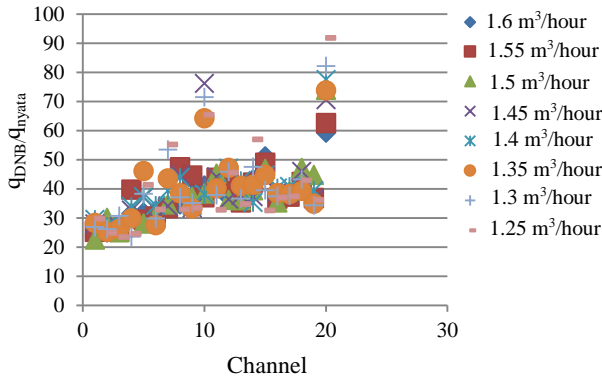 100
90
80
70
60
50
40
30
20
10
0
q_DNB/q_nyata
0 10 20 30
Channel
1.6 m³/hour
1.55 m³/hour
1.5 m³/hour
1.45 m³/hour
1.4 m³/hour
1.35 m³/hour
1.3 m³/hour
1.25 m³/hour